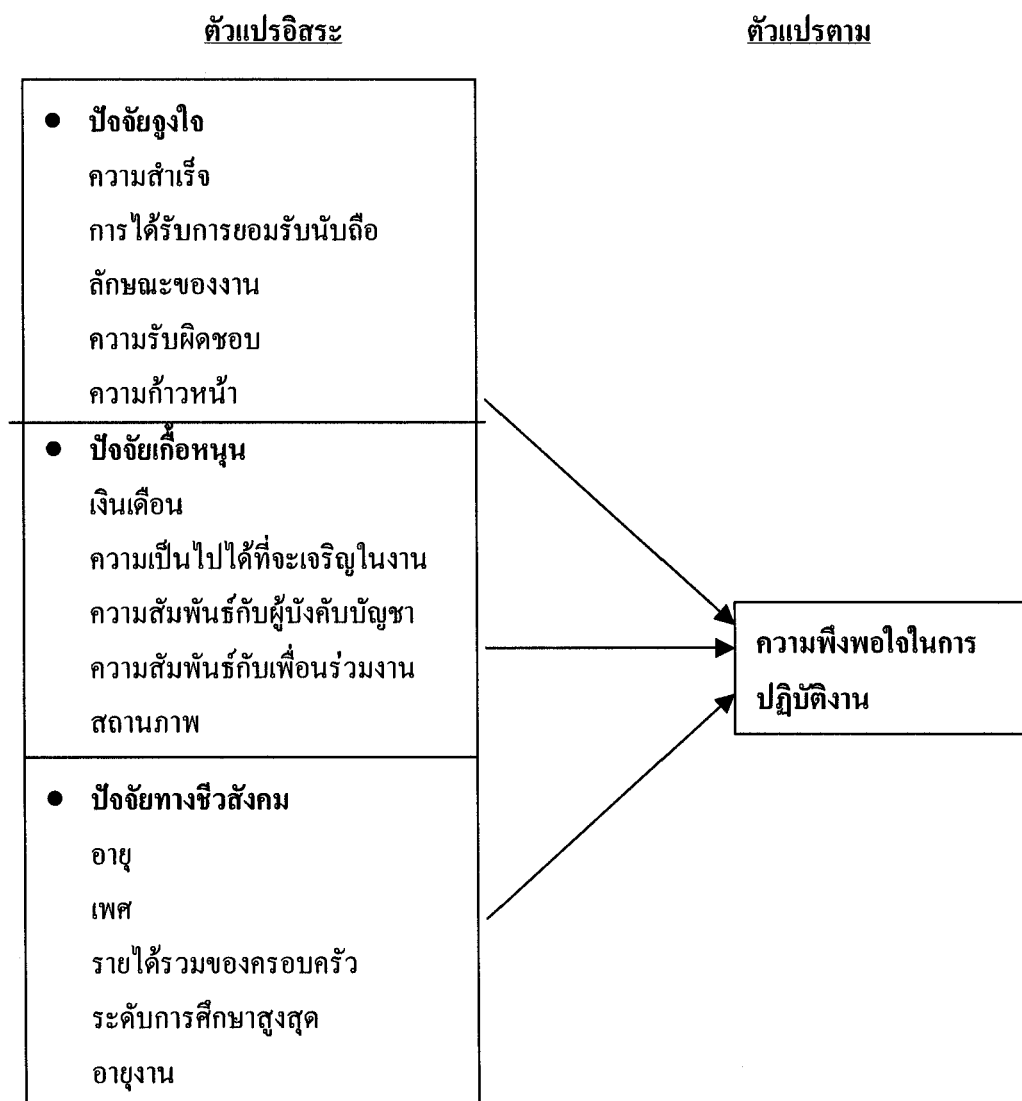 ตัวแปรอิสระ
ตัวแปรตาม
● ปัจจัยจูงใจ
ความสำเร็จ
การได้รับการยอมรับนับถือ
ลักษณะของงาน
ความรับผิดชอบ
ความก้าวหน้า
● ปัจจัยเกื้อหนุน
เงินเดือน
ความเป็นไปได้ที่จะเจริญในงาน
ความสัมพันธ์กับผู้บังคับบัญชา
ความสัมพันธ์กับเพื่อนร่วมงาน
สถานภาพ
● ปัจจัยทางชีวสังคม
อายุ
เพศ
รายได้รวมของครอบครัว
ระดับการศึกษาสูงสุด
อายุงาน
ความพึงพอใจในการ
ปฏิบัติงาน